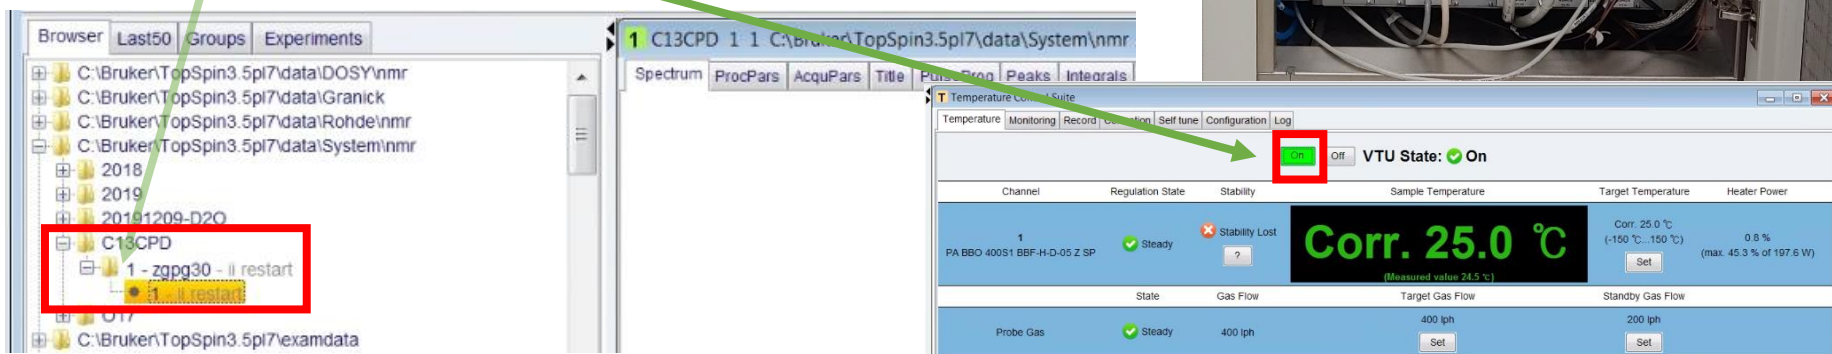 Browser Last50 Groups Experiments
C:\Bruker\TopSpin3.5pl7\data\DOSY\nmr
C:\Bruker\TopSpin3.5pl7\data\Granick
C:\Bruker\TopSpin3.5pl7\data\Rohde\nmr
C:\Bruker\TopSpin3.5pl7\data\System\nmr
2018
2019
20191209-D2O
C13CPD
1 - zgpg30 - ii restart
1 - ii restart
O17
C:\Bruker\TopSpin3.5pl7\examdata
1 C13CPD 1 1 C:\Bruker\TopSpin3.5pl7\data\System\nmr
Spectrum ProcPars AcquPars Title PulseProg Peaks Integrals
T Temperature Control Suite
Temperature Monitoring Record Correction Self tune Configuration Log
On Off VTU State: On
Channel Regulation State Stability Sample Temperature Target Temperature Heater Power
1
PA BBO 400S1 BBF-H-D-05 Z SP
Steady
Stability Lost
?
Corr. 25.0 °C
(Measured value 24.5 °C)
Corr. 25.0 °C
(-150 °C...150 °C)
Set
0.8 %
(max. 45.3 % of 197.6 W)
State Gas Flow Target Gas Flow Standby Gas Flow
Probe Gas Steady 400 lph
400 lph
Set
200 lph
Set